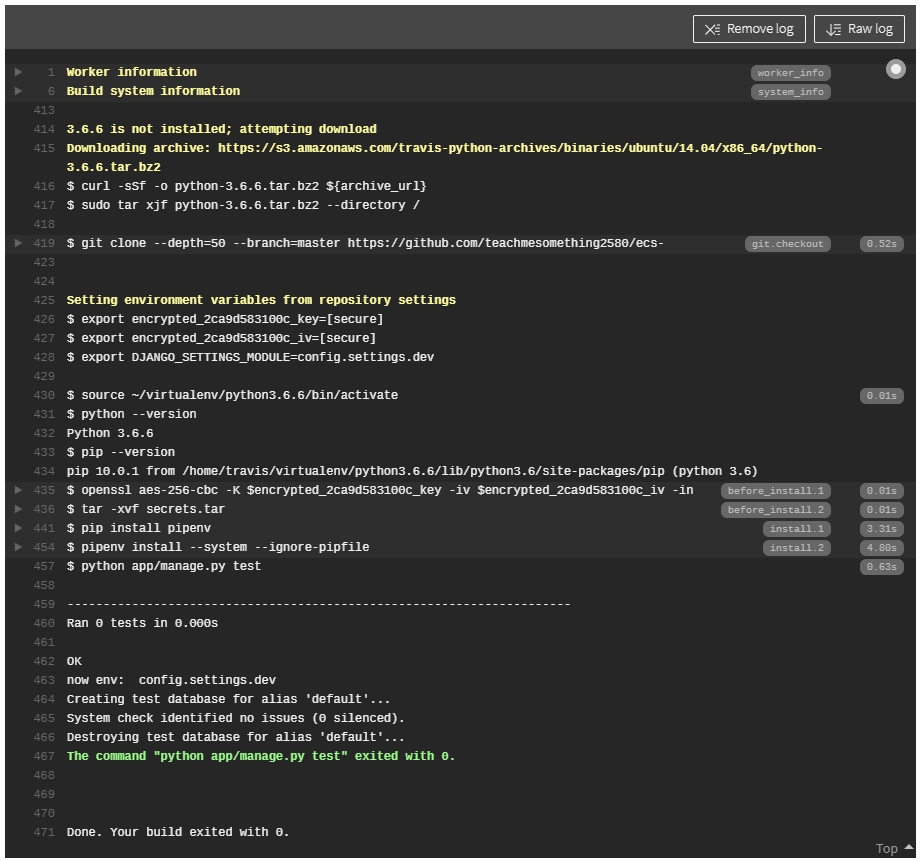 Remove log Raw log
1 Worker information worker_info
6 Build system information system_info
413
414 3.6.6 is not installed; attempting download
415 Downloading archive: https://s3.amazonaws.com/travis-python-archives/binaries/ubuntu/14.04/x86_64/python-
3.6.6.tar.bz2
416 $ curl -sSf -o python-3.6.6.tar.bz2 ${archive_url}
417 $ sudo tar xjf python-3.6.6.tar.bz2 --directory /
418
419 $ git clone --depth=50 --branch=master https://github.com/teachmesomething2580/ecs- git.checkout 0.52s
423
424
425 Setting environment variables from repository settings
426 $ export encrypted_2ca9d583100c_key=[secure]
427 $ export encrypted_2ca9d583100c_iv=[secure]
428 $ export DJANGO_SETTINGS_MODULE=config.settings.dev
429
430 $ source ~/virtualenv/python3.6.6/bin/activate 0.01s
431 $ python --version
432 Python 3.6.6
433 $ pip --version
434 pip 10.0.1 from /home/travis/virtualenv/python3.6.6/lib/python3.6/site-packages/pip (python 3.6)
435 $ openssl aes-256-cbc -K $encrypted_2ca9d583100c_key -iv $encrypted_2ca9d583100c_iv -in before_install.1 0.01s
436 $ tar -xvf secrets.tar before_install.2 0.01s
441 $ pip install pipenv install.1 3.31s
454 $ pipenv install --system --ignore-pipfile install.2 4.80s
457 $ python app/manage.py test 0.63s
458
459 ----------------------------------------------------------------------
460 Ran 0 tests in 0.000s
461
462 OK
463 now env:  config.settings.dev
464 Creating test database for alias 'default'...
465 System check identified no issues (0 silenced).
466 Destroying test database for alias 'default'...
467 The command "python app/manage.py test" exited with 0.
468
469
470
471 Done. Your build exited with 0.
Top